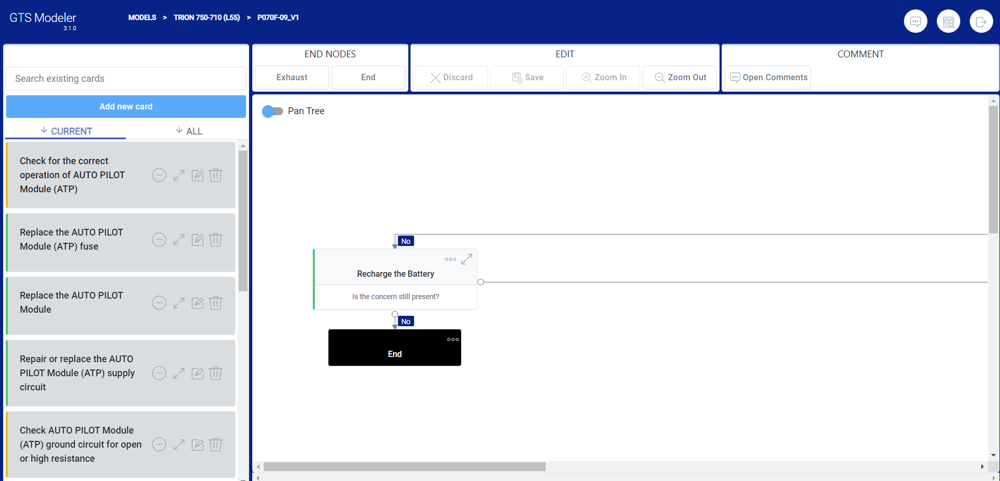 GTS Modeler
3.1.0
MODELS > TRION 750-710 (L55) > P070F-09_V1
END NODES
EDIT
COMMENT
Search existing cards
Exhaust
End
Discard
Save
Zoom In
Zoom Out
Open Comments
Add new card
CURRENT
ALL
Pan Tree
Check for the correct
operation of AUTO PILOT
Module (ATP)
Replace the AUTO PILOT
Module (ATP) fuse
Replace the AUTO PILOT
Module
Repair or replace the AUTO
PILOT Module (ATP) supply
circuit
Check AUTO PILOT Module
(ATP) ground circuit for open
or high resistance
No
Recharge the Battery
Is the concern still present?
No
End